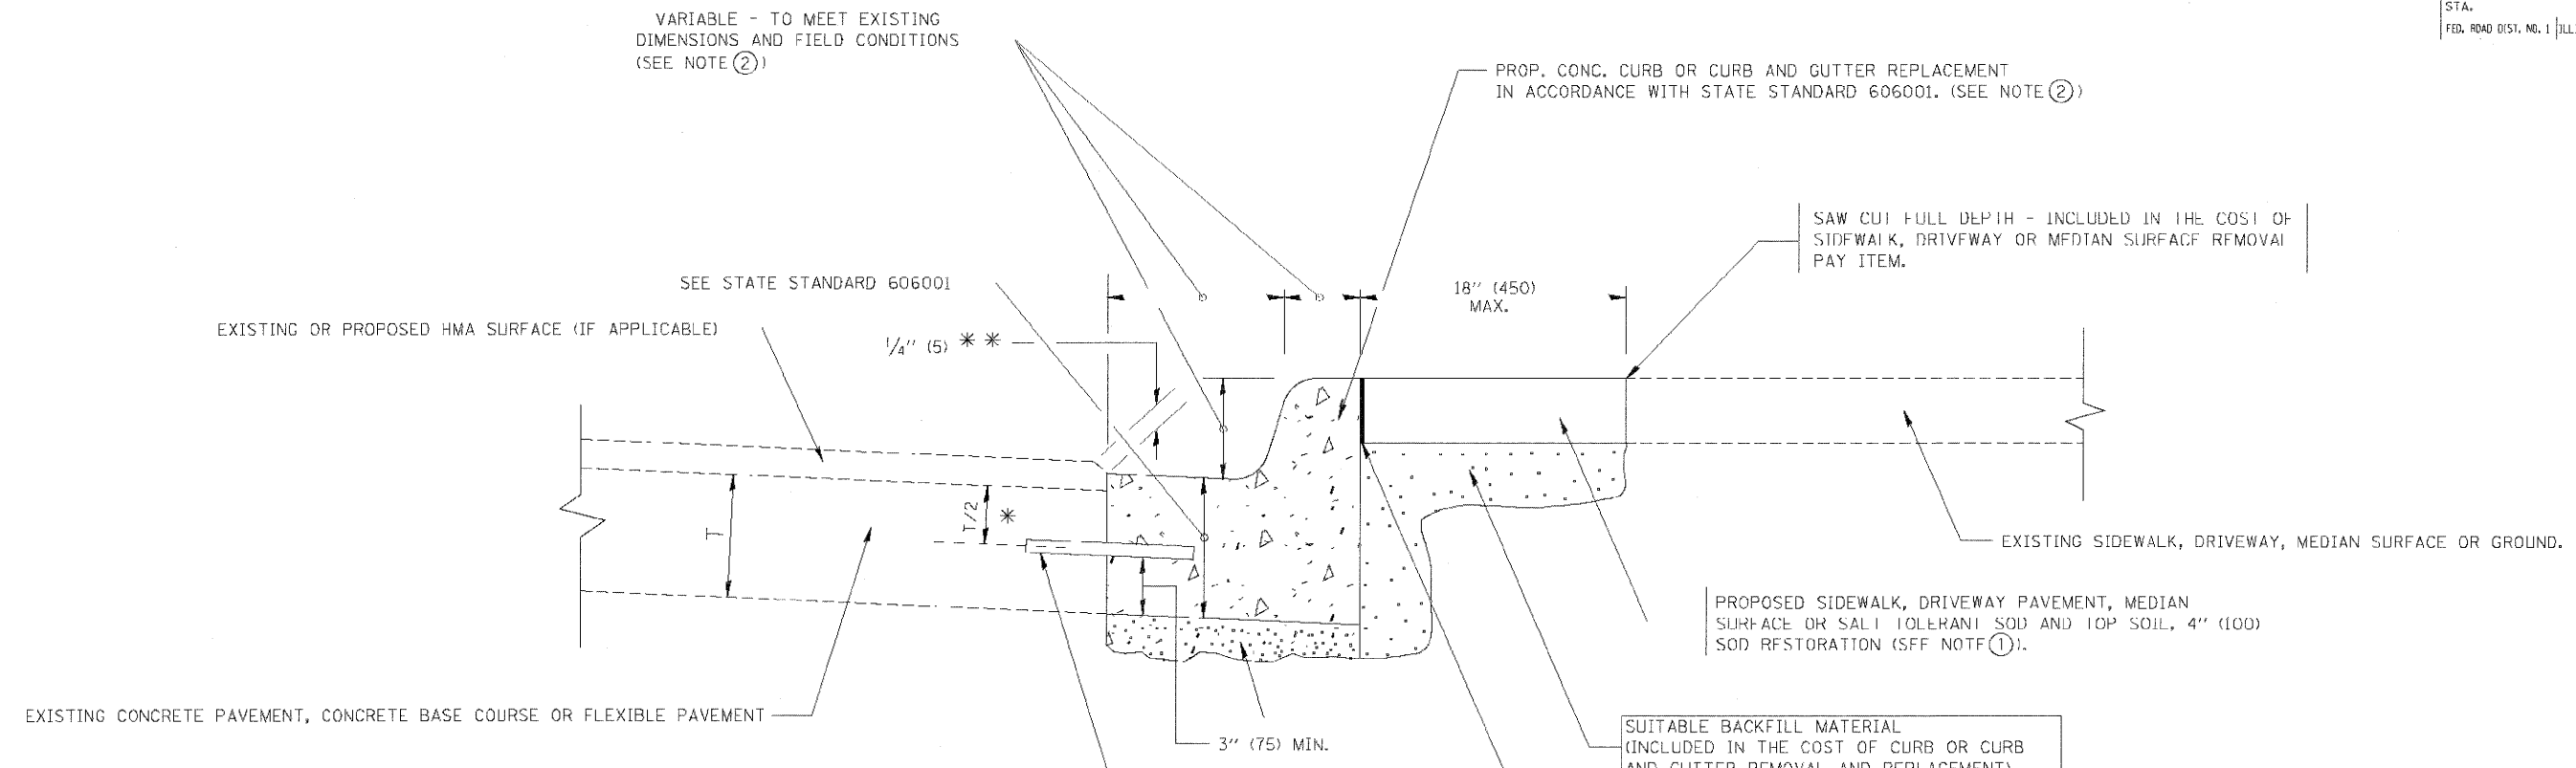 VARIABLE - TO MEET EXISTING
DIMENSIONS AND FIELD CONDITIONS
(SEE NOTE 2)
STA.
FED. ROAD DIST. NO. 1
PROP. CONC. CURB OR CURB AND GUTTER REPLACEMENT
IN ACCORDANCE WITH STATE STANDARD 606001. (SEE NOTE 2)
SAW CUT FULL DEPTH - INCLUDED IN THE COST OF
SIDEWALK, DRIVEWAY OR MEDIAN SURFACE REMOVAL
PAY ITEM.
SEE STATE STANDARD 606001
18" (450)
MAX.
EXISTING OR PROPOSED HMA SURFACE (IF APPLICABLE)
1/4" (5) * *
T
T/2
*
EXISTING SIDEWALK, DRIVEWAY, MEDIAN SURFACE OR GROUND.
PROPOSED SIDEWALK, DRIVEWAY PAVEMENT, MEDIAN
SURFACE OR SALT TOLERANT SOD AND TOP SOIL, 4" (100)
SOD RESTORATION (SEE NOTE 1).
EXISTING CONCRETE PAVEMENT, CONCRETE BASE COURSE OR FLEXIBLE PAVEMENT
3" (75) MIN.
SUITABLE BACKFILL MATERIAL
(INCLUDED IN THE COST OF CURB OR CURB
AND GUTTER REMOVAL AND REPLACEMENT)